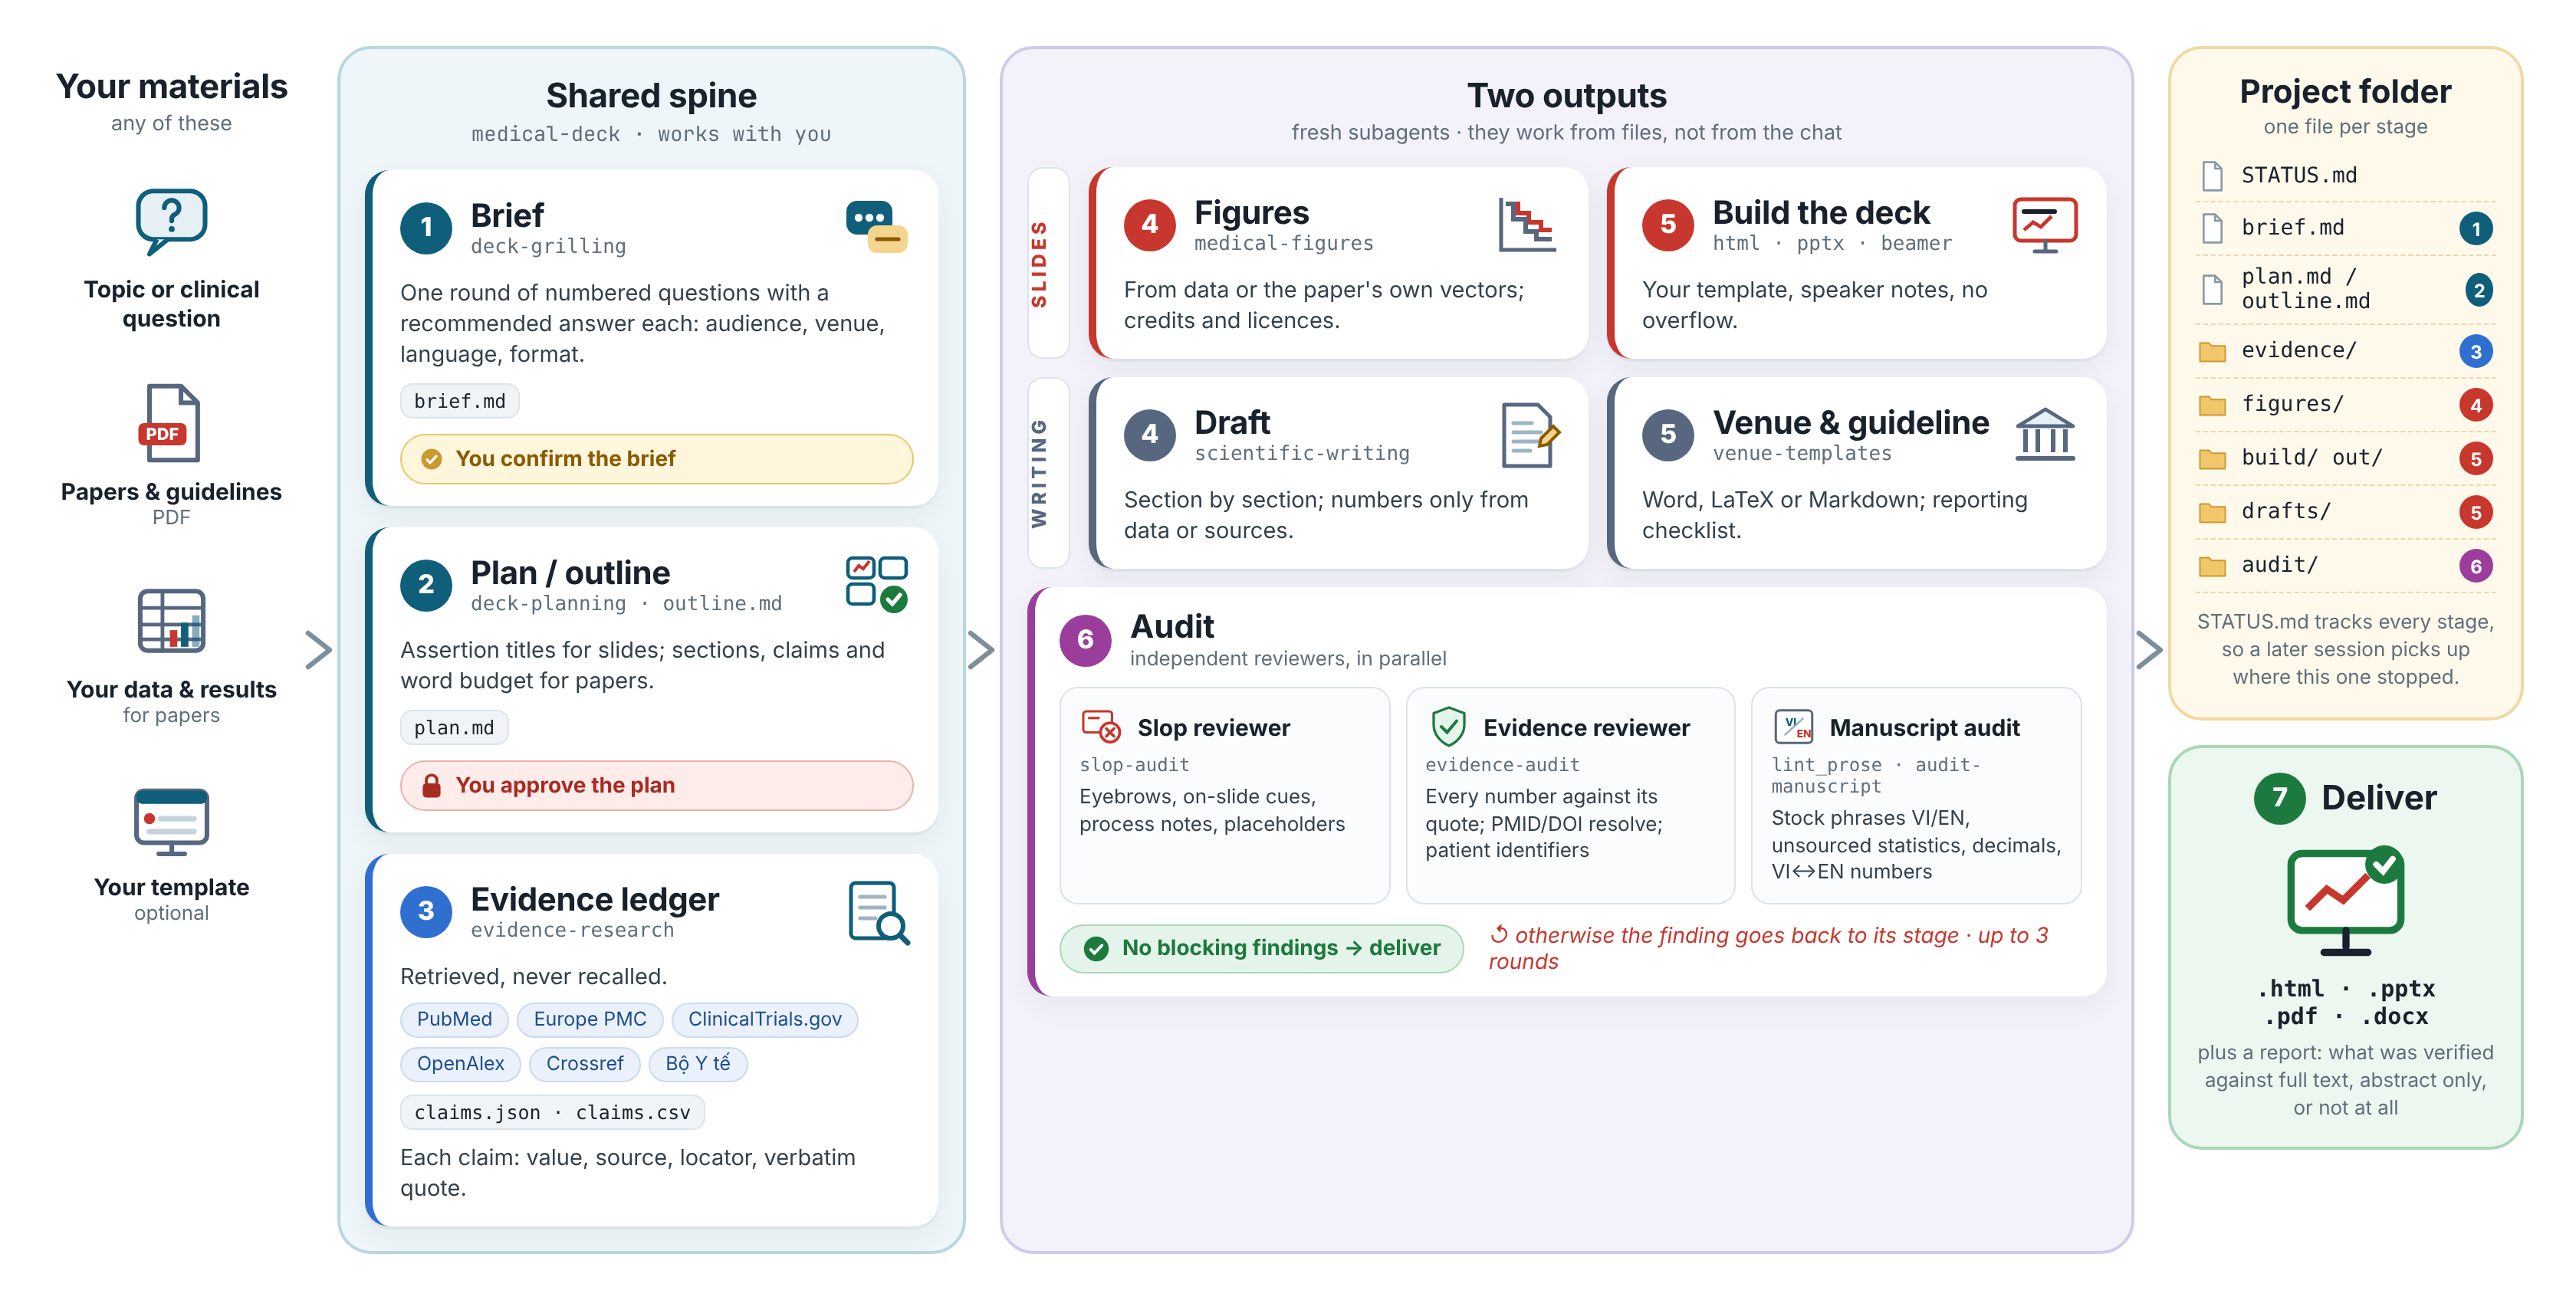 Your materials
any of these
?
Topic or clinical
question
PDF
Papers & guidelines
PDF
Your data & results
for papers
Your template
optional
Shared spine
medical-deck · works with you
1
Brief
deck-grilling
One round of numbered questions with a
recommended answer each: audience, venue,
language, format.
brief.md
You confirm the brief
2
Plan / outline
deck-planning · outline.md
Assertion titles for slides; sections, claims and
word budget for papers.
plan.md
You approve the plan
3
Evidence ledger
evidence-research
Retrieved, never recalled.
PubMed
Europe PMC
ClinicalTrials.gov
OpenAlex
Crossref
Bộ Y tế
claims.json · claims.csv
Each claim: value, source, locator, verbatim
quote.
Two outputs
fresh subagents · they work from files, not from the chat
SLIDES
4
Figures
medical-figures
From data or the paper's own vectors;
credits and licences.
5
Build the deck
html · pptx · beamer
Your template, speaker notes, no
overflow.
WRITING
4
Draft
scientific-writing
Section by section; numbers only from
data or sources.
5
Venue & guideline
venue-templates
Word, LaTeX or Markdown; reporting
checklist.
6
Audit
independent reviewers, in parallel
Slop reviewer
slop-audit
Eyebrows, on-slide cues,
process notes, placeholders
Evidence reviewer
evidence-audit
Every number against its
quote; PMID/DOI resolve;
patient identifiers
VI
EN
Manuscript audit
lint_prose · audit-
manuscript
Stock phrases VI/EN,
unsourced statistics, decimals,
VI↔EN numbers
No blocking findings → deliver
↺ otherwise the finding goes back to its stage · up to 3
rounds
Project folder
one file per stage
STATUS.md
brief.md
1
plan.md /
outline.md
2
evidence/
3
figures/
4
build/ out/
5
drafts/
5
audit/
6
STATUS.md tracks every stage,
so a later session picks up
where this one stopped.
7
Deliver
.html · .pptx
.pdf · .docx
plus a report: what was verified
against full text, abstract only,
or not at all